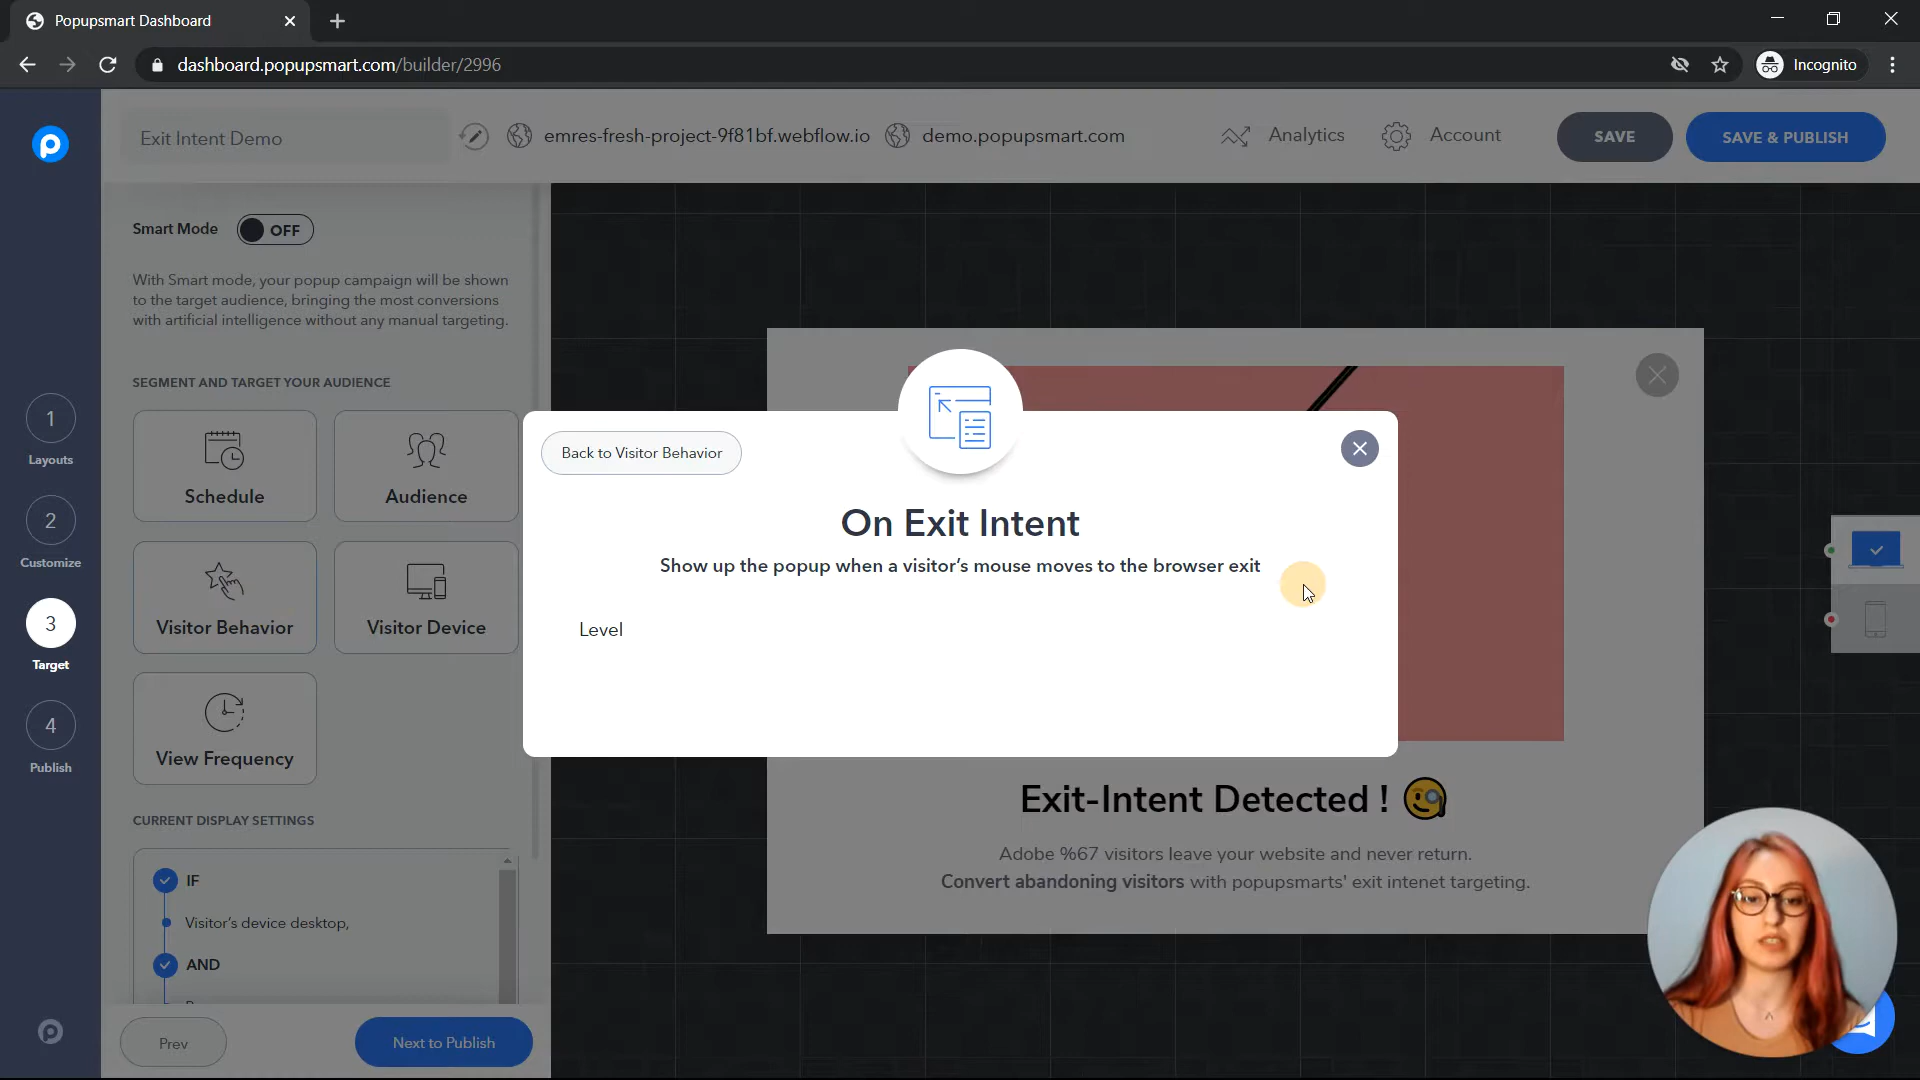 Popupsmart Dashboard
dashboard.popupsmart.com/builder/2996
Incognito
Exit Intent Demo
emres-fresh-project-9f81bf.webflow.io
demo.popupsmart.com
Analytics
Account
SAVE
SAVE & PUBLISH
Smart Mode
OFF
With Smart mode, your popup campaign will be shown
to the target audience, bringing the most conversions
with artificial intelligence without any manual targeting.
SEGMENT AND TARGET YOUR AUDIENCE
1
Layouts
2
Customize
3
Target
4
Publish
Schedule
Audience
Visitor Behavior
Visitor Device
View Frequency
CURRENT DISPLAY SETTINGS
IF
Visitor's device desktop,
AND
Prev
Next to Publish
Back to Visitor Behavior
On Exit Intent
Show up the popup when a visitor's mouse moves to the browser exit
Level
Exit-Intent Detected !
Adobe %67 visitors leave your website and never return.
Convert abandoning visitors with popupsmarts' exit intenet targeting.